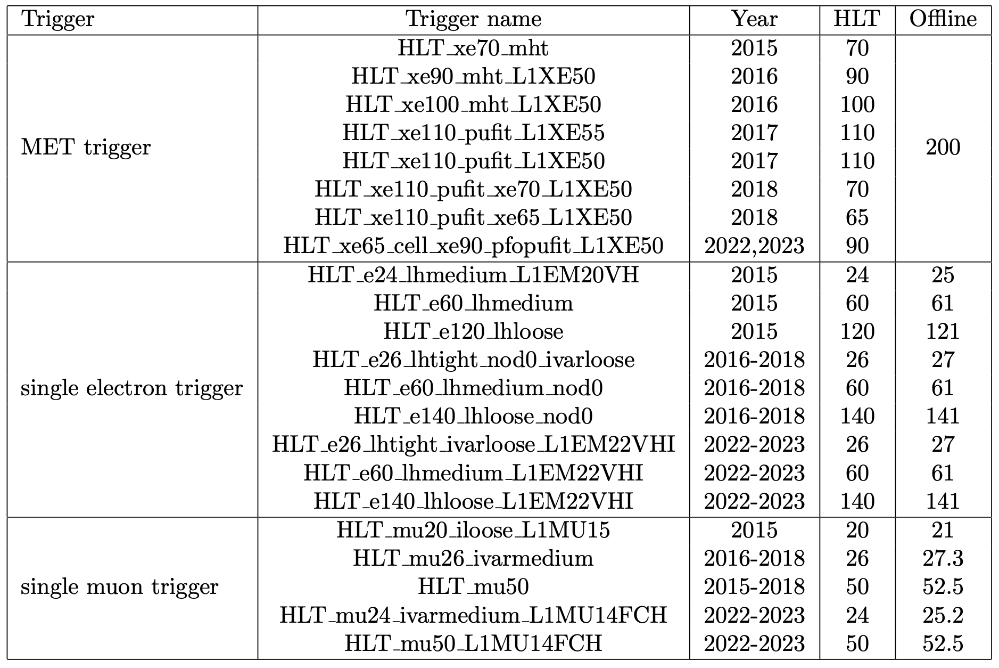 Trigger Trigger name Year HLT Offline
HLT_xe70_mht 2015 70
HLT_xe90_mht_L1XE50 2016 90
HLT_xe100_mht_L1XE50 2016 100
HLT_xe110_pufit_L1XE55 2017 110
MET trigger 200
HLT_xe110_pufit_L1XE50 2017 110
HLT_xe110_pufit_xe70_L1XE50 2018 70
HLT_xe110_pufit_xe65_L1XE50 2018 65
HLT_xe65_cell_xe90_pfopufit_L1XE50 2022,2023 90
HLT_e24_lhmedium_L1EM20VH 2015 24 25
HLT_e60_lhmedium 2015 60 61
HLT_e120_lhloose 2015 120 121
HLT_e26_lhtight_nod0_ivarloose 2016-2018 26 27
single electron trigger HLT_e60_lhmedium_nod0 2016-2018 60 61
HLT_e140_lhloose_nod0 2016-2018 140 141
HLT_e26_lhtight_ivarloose_L1EM22VHI 2022-2023 26 27
HLT_e60_lhmedium_L1EM22VHI 2022-2023 60 61
HLT_e140_lhloose_L1EM22VHI 2022-2023 140 141
HLT_mu20_iloose_L1MU15 2015 20 21
HLT_mu26_ivarmedium 2016-2018 26 27.3
single muon trigger HLT_mu50 2015-2018 50 52.5
HLT_mu24_ivarmedium_L1MU14FCH 2022-2023 24 25.2
HLT_mu50_L1MU14FCH 2022-2023 50 52.5